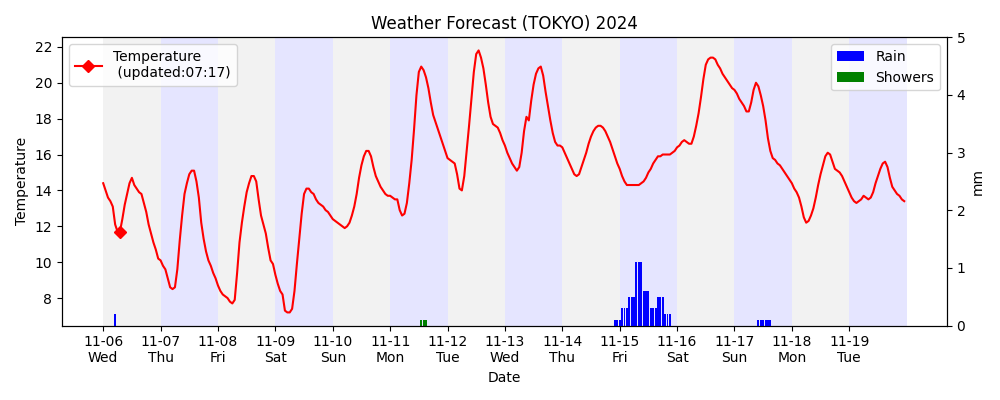 Weather Forecast (TOKYO) 2024
Temperature
(updated:07:17)
Rain
Showers
Temperature
22
20
18
16
14
12
10
8
5
4
3
2
1
0
mm
11-06 11-07 11-08 11-09 11-10 11-11 11-12 11-13 11-14 11-15 11-16 11-17 11-18 11-19
Wed Thu Fri Sat Sun Mon Tue Wed Thu Fri Sat Sun Mon Tue
Date